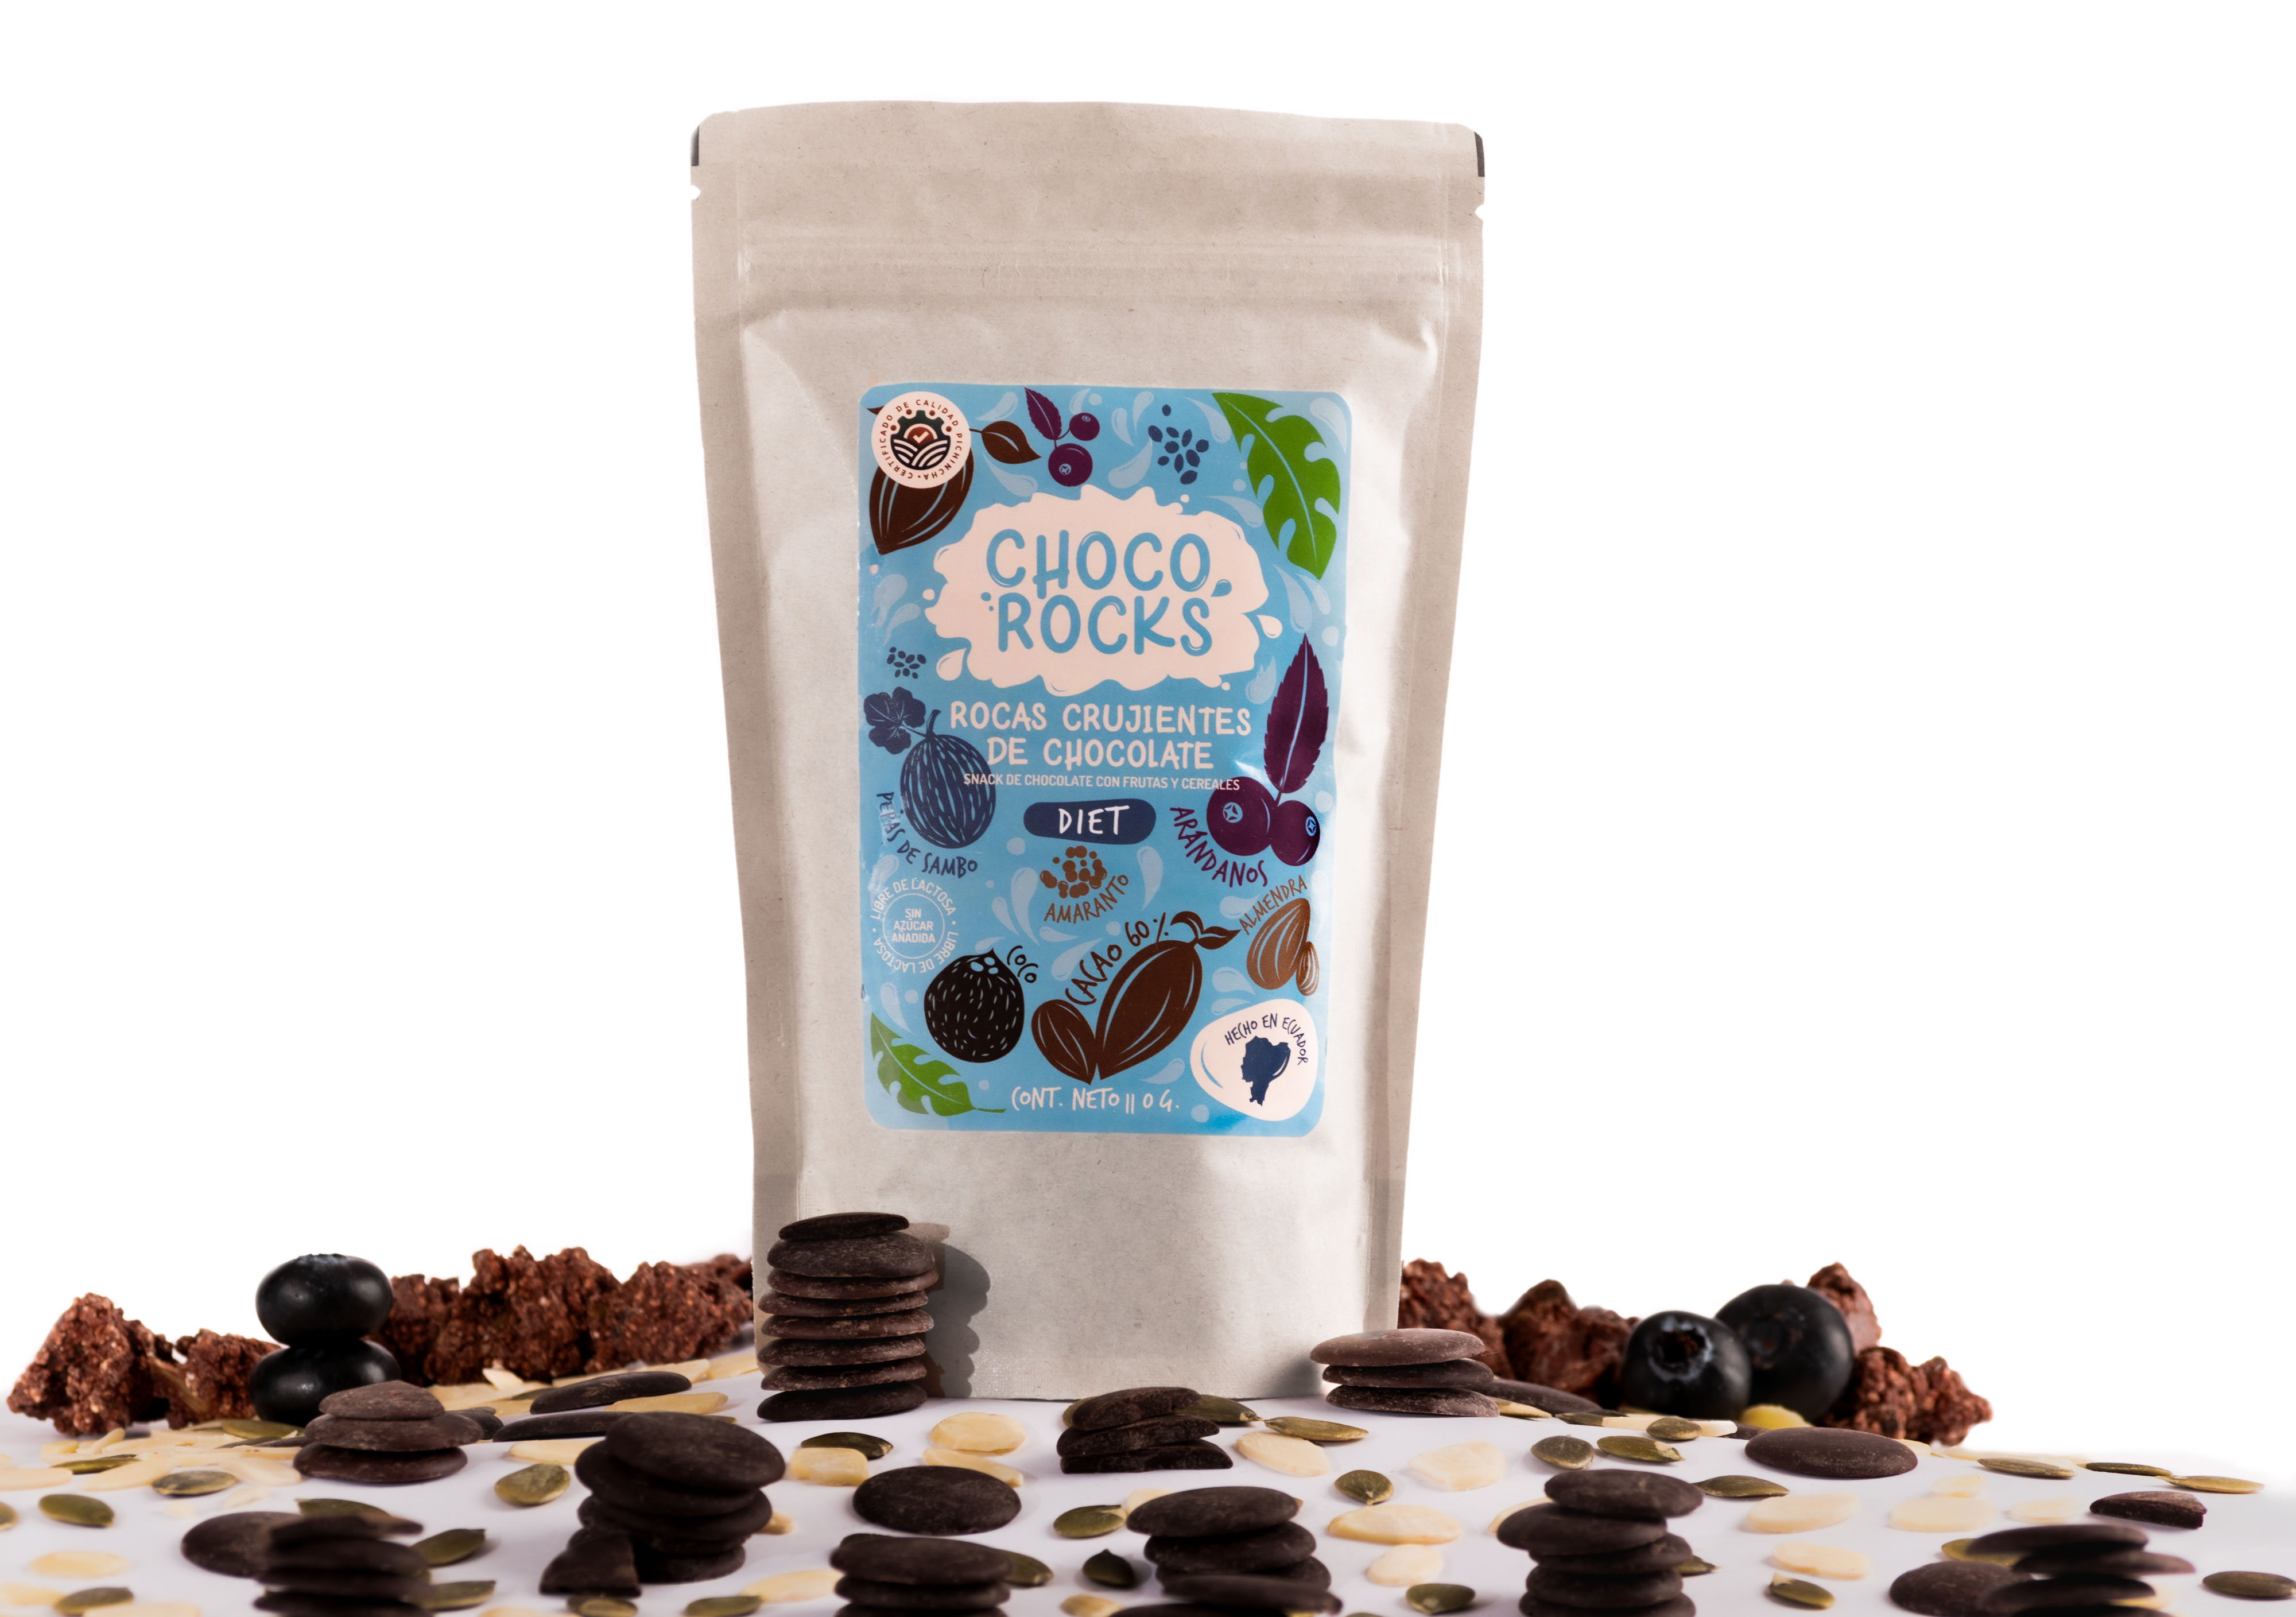 CERTIFICADO DE CALIDAD PICHINCHA
CHOCO
ROCKS
ROCAS CRUJIENTES
DE CHOCOLATE
SNACK DE CHOCOLATE CON FRUTAS Y CEREALES
DIET
PEPAS DE SAMBO
ARÁNDANOS
AMARANTO
ALMENDRA
LIBRE DE LACTOSA • LIBRE DE LACTOSA •
SIN
AZÚCAR
AÑADIDA
COCO
CACAO 60%
HECHO EN ECUADOR
CONT. NETO 110 G.